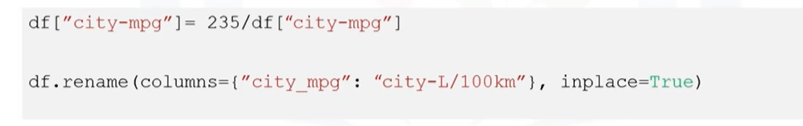 df[”city-mpg”]= 235/df[“city-mpg”]
df.rename(columns={”city_mpg”: “city-L/100km”}, inplace=True)